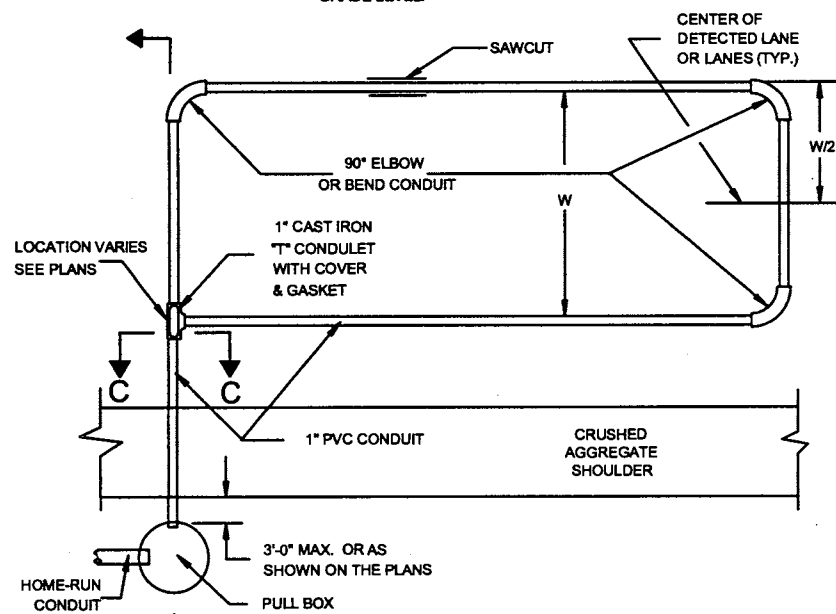 CENTER OF
DETECTED LANE
OR LANES (TYP.)
SAWCUT
W/2
90° ELBOW
OR BEND CONDUIT
W
1" CAST IRON
"T" CONDULET
WITH COVER
& GASKET
LOCATION VARIES
SEE PLANS
C
C
1" PVC CONDUIT
CRUSHED
AGGREGATE
SHOULDER
3'-0" MAX. OR AS
SHOWN ON THE PLANS
HOME-RUN
CONDUIT
PULL BOX